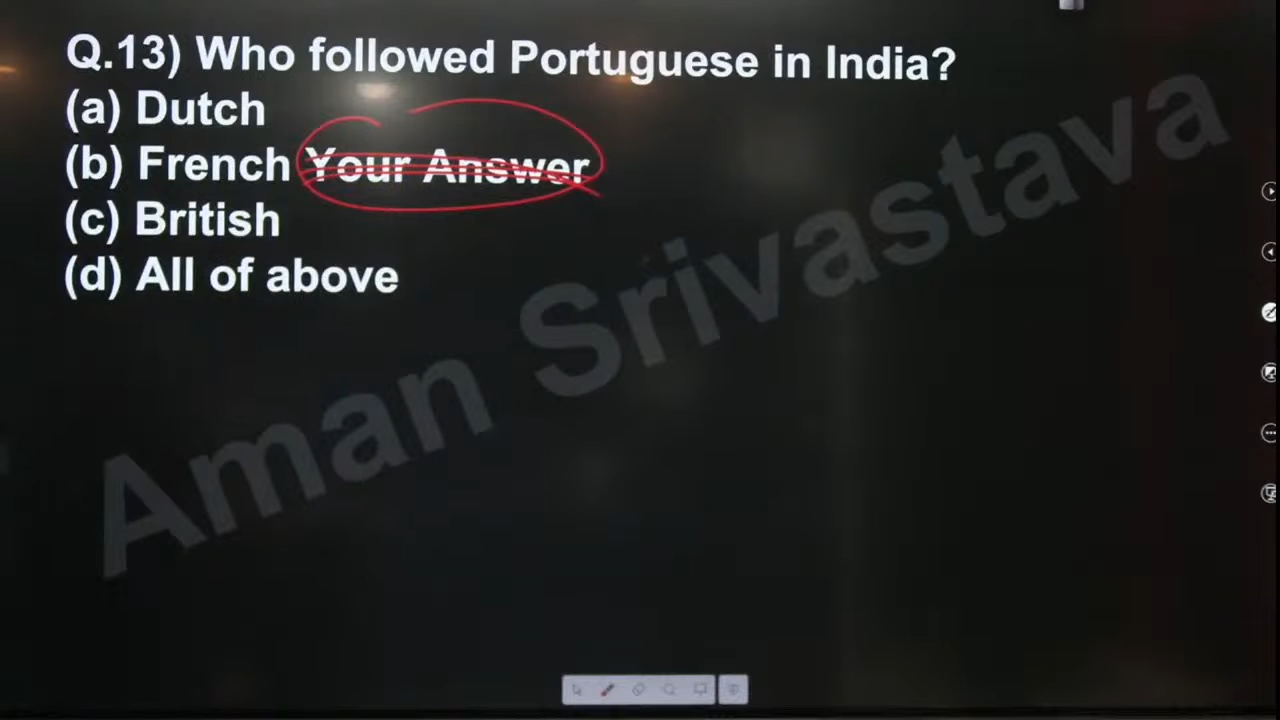 Q.13) Who followed Portuguese in India?
(a) Dutch
(b) French Your Answer
(c) British
(d) All of above
Aman Srivastava